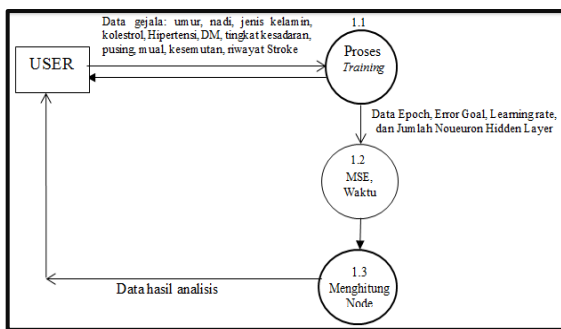 Data gejala: umur, nadi, jenis kelamin,
kolestrol, Hipertensi, DM, tingkat kesadaran,
pusing, mual, kesemutan, riwayat Stroke
1.1
USER
Proses
Training
Data Epoch, Error Goal, Learning rate,
dan Jumlah Noueuron Hidden Layer
1.2
MSE,
Waktu
1.3
Menghitung
Node
Data hasil analisis